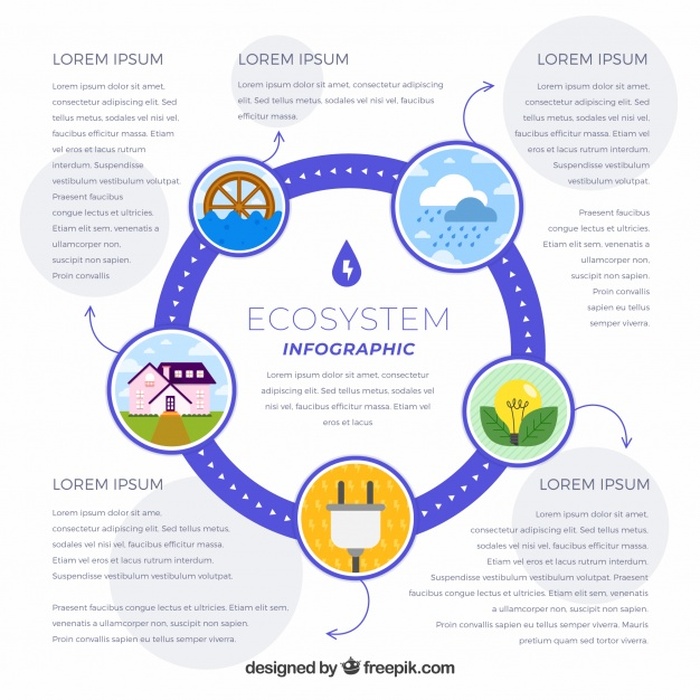 LOREM IPSUM
Lorem ipsum dolor sit amet,
consectetur adipiscing elit. Sed
tellus metus, sodales vel nisi vel,
faucibus efficitur massa. Etiam
vel eros et lacus rutrum
interdum. Suspendisse
vestibulum vestibulum volutpat.
Praesent faucibus
congue lectus et ultricies.
Etiam elit sem, venenatis a
ullamcorper non,
suscipit non sapien.
Proin convallis
LOREM IPSUM
Lorem ipsum dolor sit amet, consectetur adipiscing
elit. Sed tellus metus, sodales vel nisi vel, faucibus
efficitur massa.
LOREM IPSUM
Lorem ipsum dolor sit amet,
consectetur adipiscing elit. Sed
tellus metus, sodales vel nisi vel,
faucibus efficitur massa. Etiam
vel eros et lacus rutrum
interdum. Suspendisse
vestibulum vestibulum
volutpat.
Praesent faucibus
congue lectus et ultricies.
Etiam elit sem, venenatis a
ullamcorper non,
suscipit non sapien.
Proin convallis
sapien eu tellus
semper viverra.
ECOSYSTEM
INFOGRAPHIC
Lorem ipsum dolor sit amet, consectetur
adipiscing elit. Sed tellus metus, sodales vel
nisi vel, faucibus efficitur massa. Etiam vel
eros et lacus
LOREM IPSUM
Lorem ipsum dolor sit amet,
consectetur adipiscing elit. Sed tellus metus,
sodales vel nisi vel, faucibus efficitur massa.
Etiam vel eros et lacus rutrum interdum.
Suspendisse vestibulum vestibulum volutpat.
Praesent faucibus congue lectus et ultricies. Etiam elit sem,
venenatis a ullamcorper non, suscipit non sapien.
Proin convallis sapien eu tellus semper viverra.
LOREM IPSUM
Lorem ipsum dolor sit amet,
consectetur adipiscing elit. Sed
tellus metus, sodales vel nisi vel, faucibus
efficitur massa. Etiam vel eros et lacus rutrum
interdum. Suspendisse vestibulum vestibulum volutpat.
Praesent faucibus congue lectus et ultricies. Etiam elit sem, venenatis
a ullamcorper non, suscipit non sapien. Proin
convallis sapien eu tellus semper viverra. Mauris
pretium quam sed diam vestibulum iaculis.
designed by freepik.com